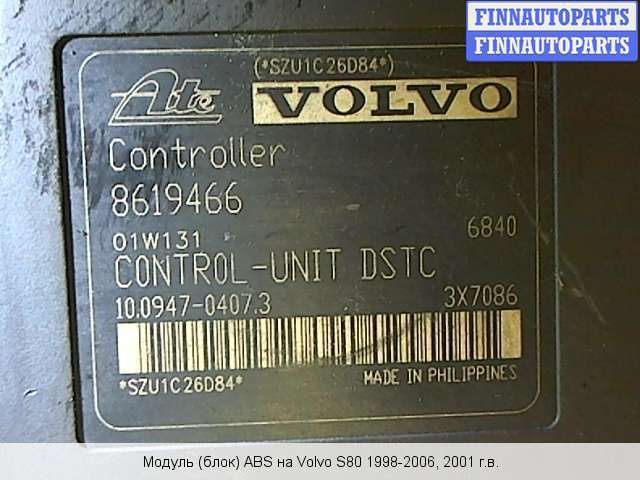 FINNAUTOPARTS
FINNAUTOPARTS
(*SZU1C26D84*)
Ate VOLVO
Controller
8619466
01W131 6840
CONTROL-UNIT DSTC
10.0947-0407.3 3X7086
*SZU1C26D84* MADE IN PHILIPPINES
Модуль (блок) ABS на Volvo S80 1998-2006, 2001 г.в.